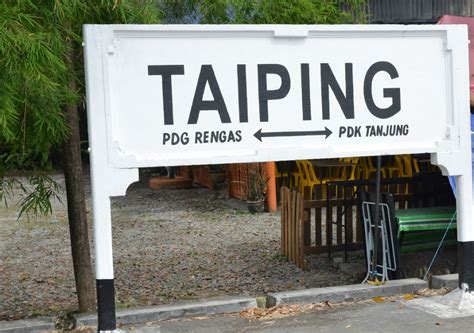 TAIPING
PDG RENGAS ⟷ PDK TANJUNG